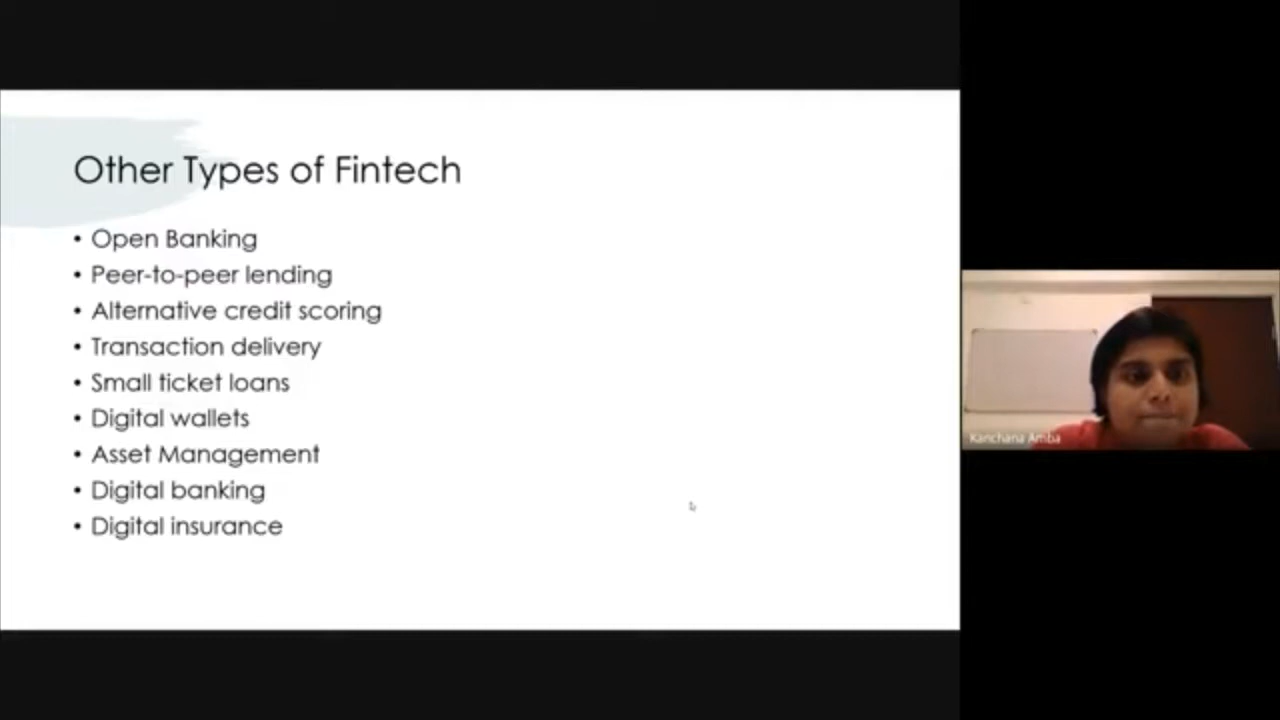 Other Types of Fintech
• Open Banking
• Peer-to-peer lending
• Alternative credit scoring
• Transaction delivery
• Small ticket loans
• Digital wallets
• Asset Management
• Digital banking
• Digital insurance
Kanchana Amba